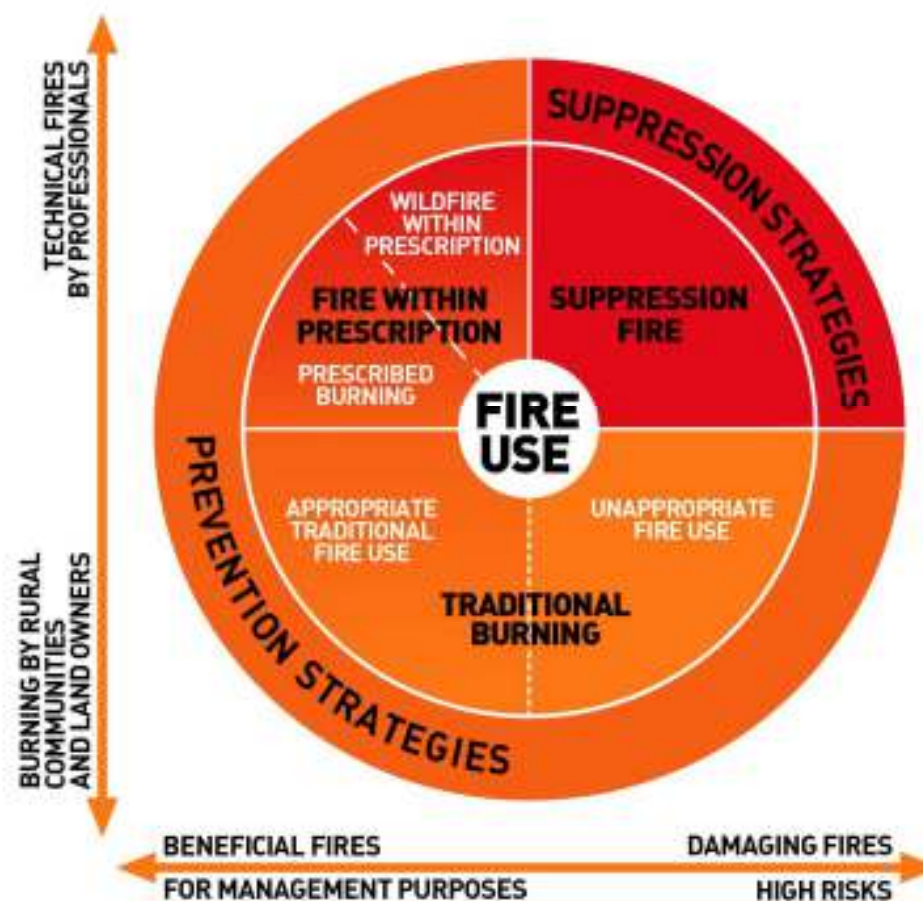 TECHNICAL FIRES
BY PROFESSIONALS
BURNING BY RURAL
COMMUNITIES
AND LAND OWNERS
SUPPRESSION STRATEGIES
WILDFIRE
WITHIN
PRESCRIPTION
FIRE WITHIN
PRESCRIPTION
PRESCRIBED
BURNING
SUPPRESSION
FIRE
FIRE
USE
APPROPRIATE
TRADITIONAL
FIRE USE
UNAPPROPRIATE
FIRE USE
TRADITIONAL
BURNING
PREVENTION STRATEGIES
BENEFICIAL FIRES
DAMAGING FIRES
FOR MANAGEMENT PURPOSES
HIGH RISKS